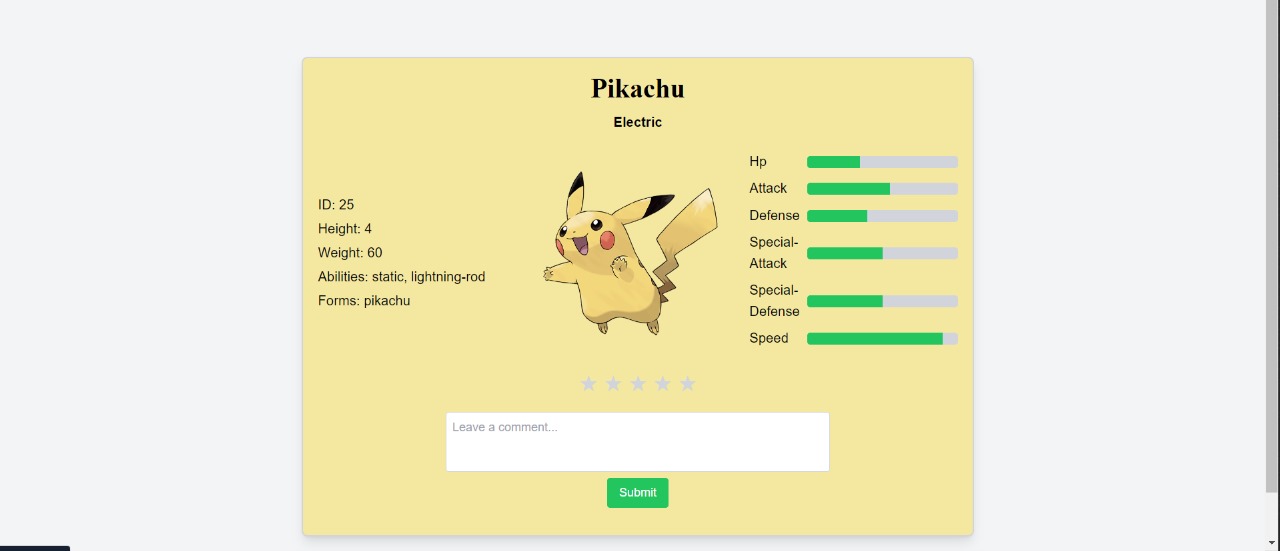 Pikachu
Electric
ID: 25
Height: 4
Weight: 60
Abilities: static, lightning-rod
Forms: pikachu
Hp
Attack
Defense
Special-
Attack
Special-
Defense
Speed
Leave a comment...
Submit